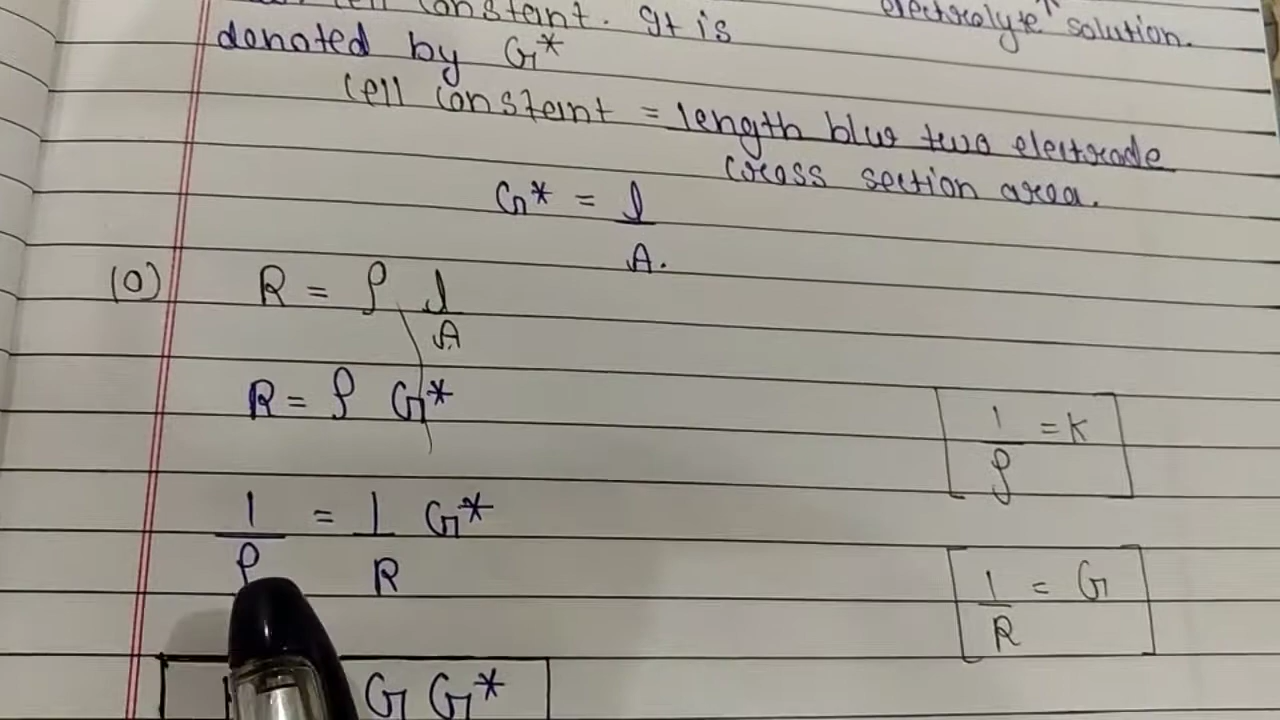 cell constant. It is
electrolyte solution.
denoted by G*
Cell constant = length b/w two electrode
cross section area.
G* = l
A.
(0) R = ρ l
A
R = ρ G*
1 = K
ρ
1 = 1 G*
ρ R
1 = G
R
G G*